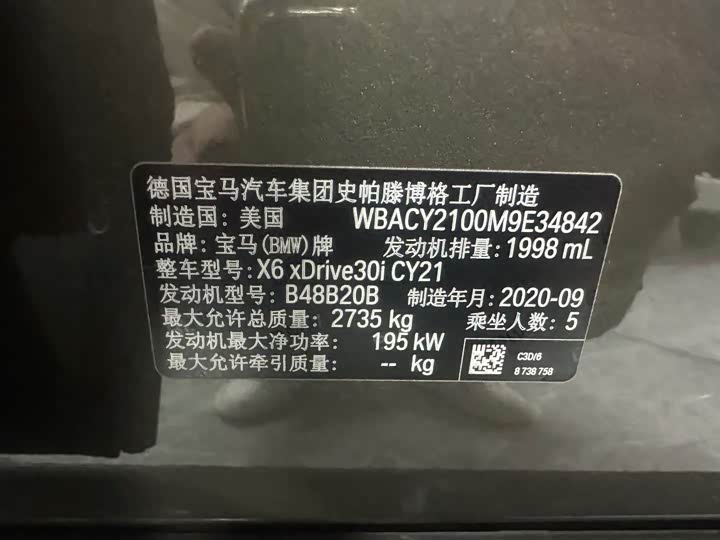 德国宝马汽车集团史帕滕博格工厂制造
制造国：美国 WBACY2100M9E34842
品牌：宝马(BMW)牌 发动机排量：1998 mL
整车型号：X6 xDrive30i CY21
发动机型号：B48B20B 制造年月：2020-09
最大允许总质量：2735 kg 乘坐人数：5
发动机最大净功率：195 kW
最大允许牵引质量：-- kg
C3D/6
8 738 758